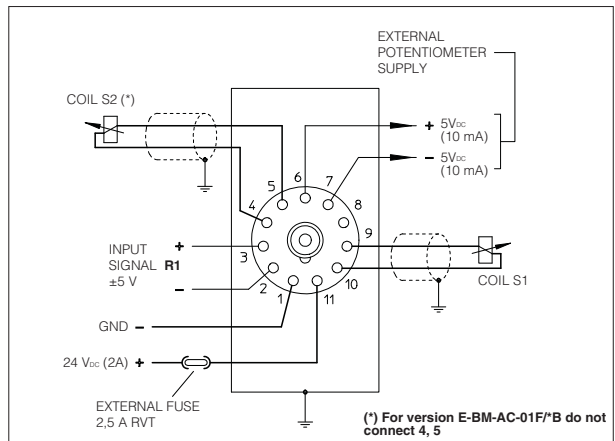 EXTERNAL
POTENTIOMETER
SUPPLY
COIL S2 (*)
+ 5VDC
(10 mA)
- 5VDC
(10 mA)
6
5
7
4
8
3
9
2
10
1
11
INPUT
SIGNAL R1
±5 V
+
-
COIL S1
GND -
24 VDC (2A) +
EXTERNAL FUSE
2,5 A RVT
(*) For version E-BM-AC-01F/*B do not
connect 4, 5